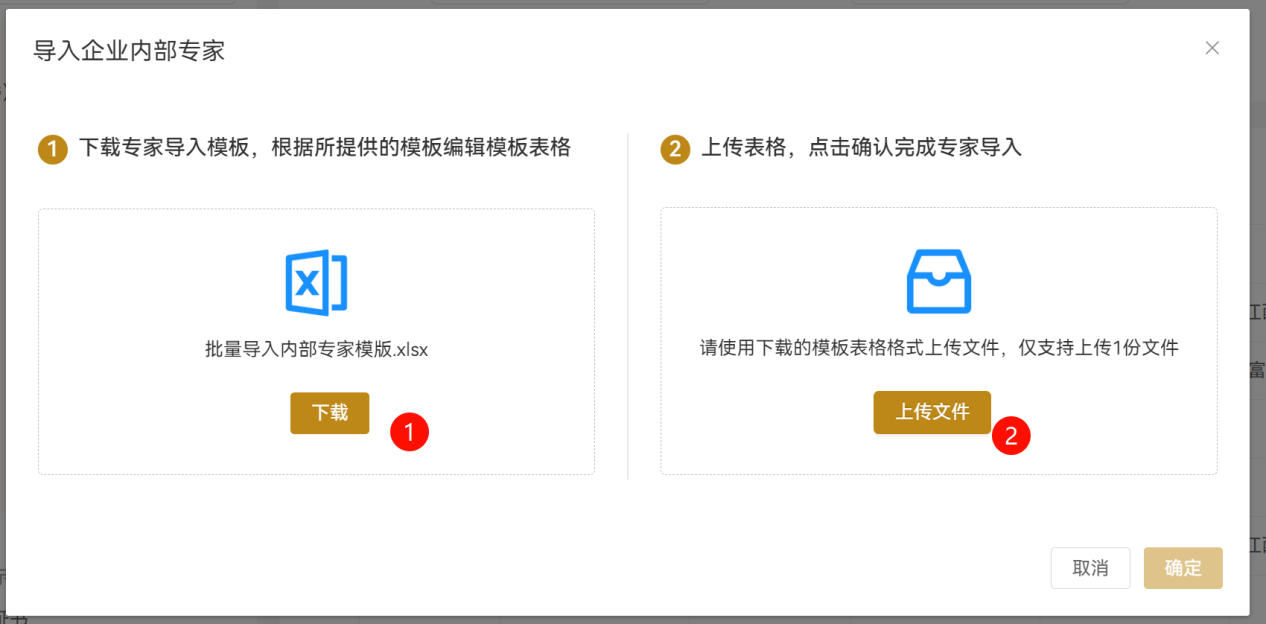 导入企业内部专家
1 下载专家导入模板，根据所提供的模板编辑模板表格
批量导入内部专家模版.xlsx
下载
1
2 上传表格，点击确认完成专家导入
请使用下载的模板表格格式上传文件，仅支持上传1份文件
上传文件
2
取消
确定